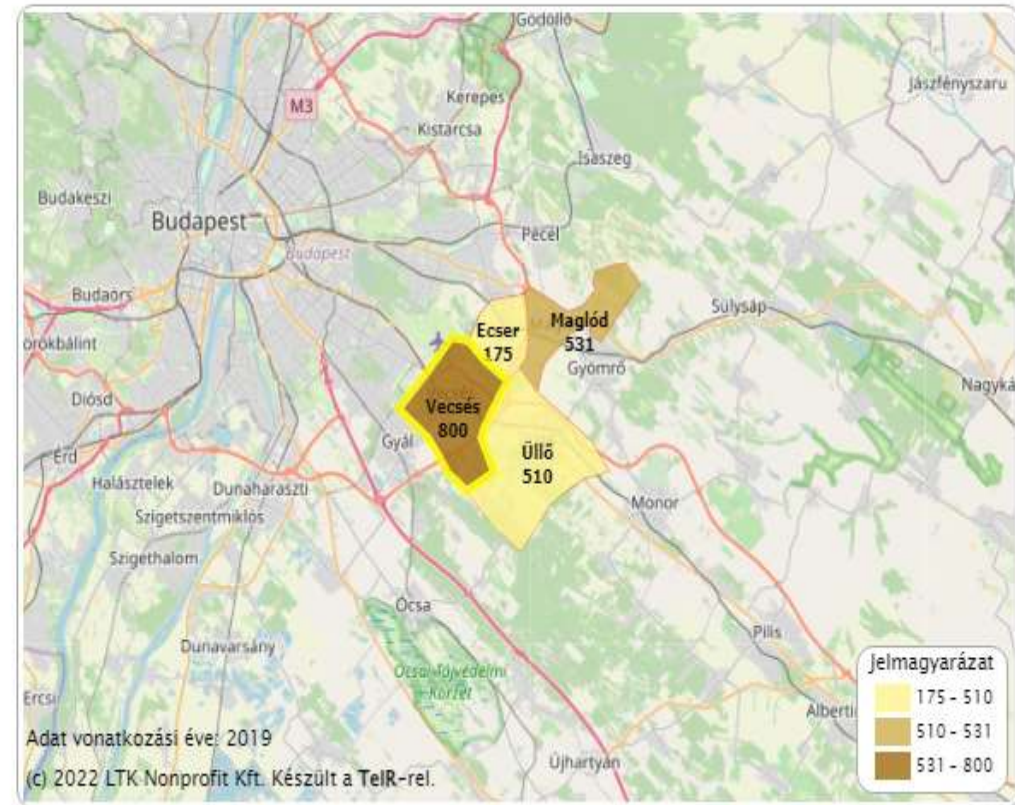 Gödöllő
Jászfényszaru
M3
Kerepes
Kistarcsa
Isaszeg
Budakeszi
Budapest
Pécel
Budapest
Budaörs
Sülysáp
Ecser
175
Maglód
531
orokbálint
Gyömrő
Nagyká
Diósd
Vecsés
800
Gyál
Üllő
510
Érd
Halásztelek
Dunaharaszti
Monor
Szigetszentmiklós
Szigethalom
Ócsa
Pilis
Dunavarsány
Ócsai Tájvédelmi
Körzet
Ercsi
Alberti
Újhartyán
Jelmagyarázat
175 - 510
510 - 531
531 - 800
Adat vonatkozási éve: 2019
(c) 2022 LTK Nonprofit Kft. Készült a TeIR-rel.